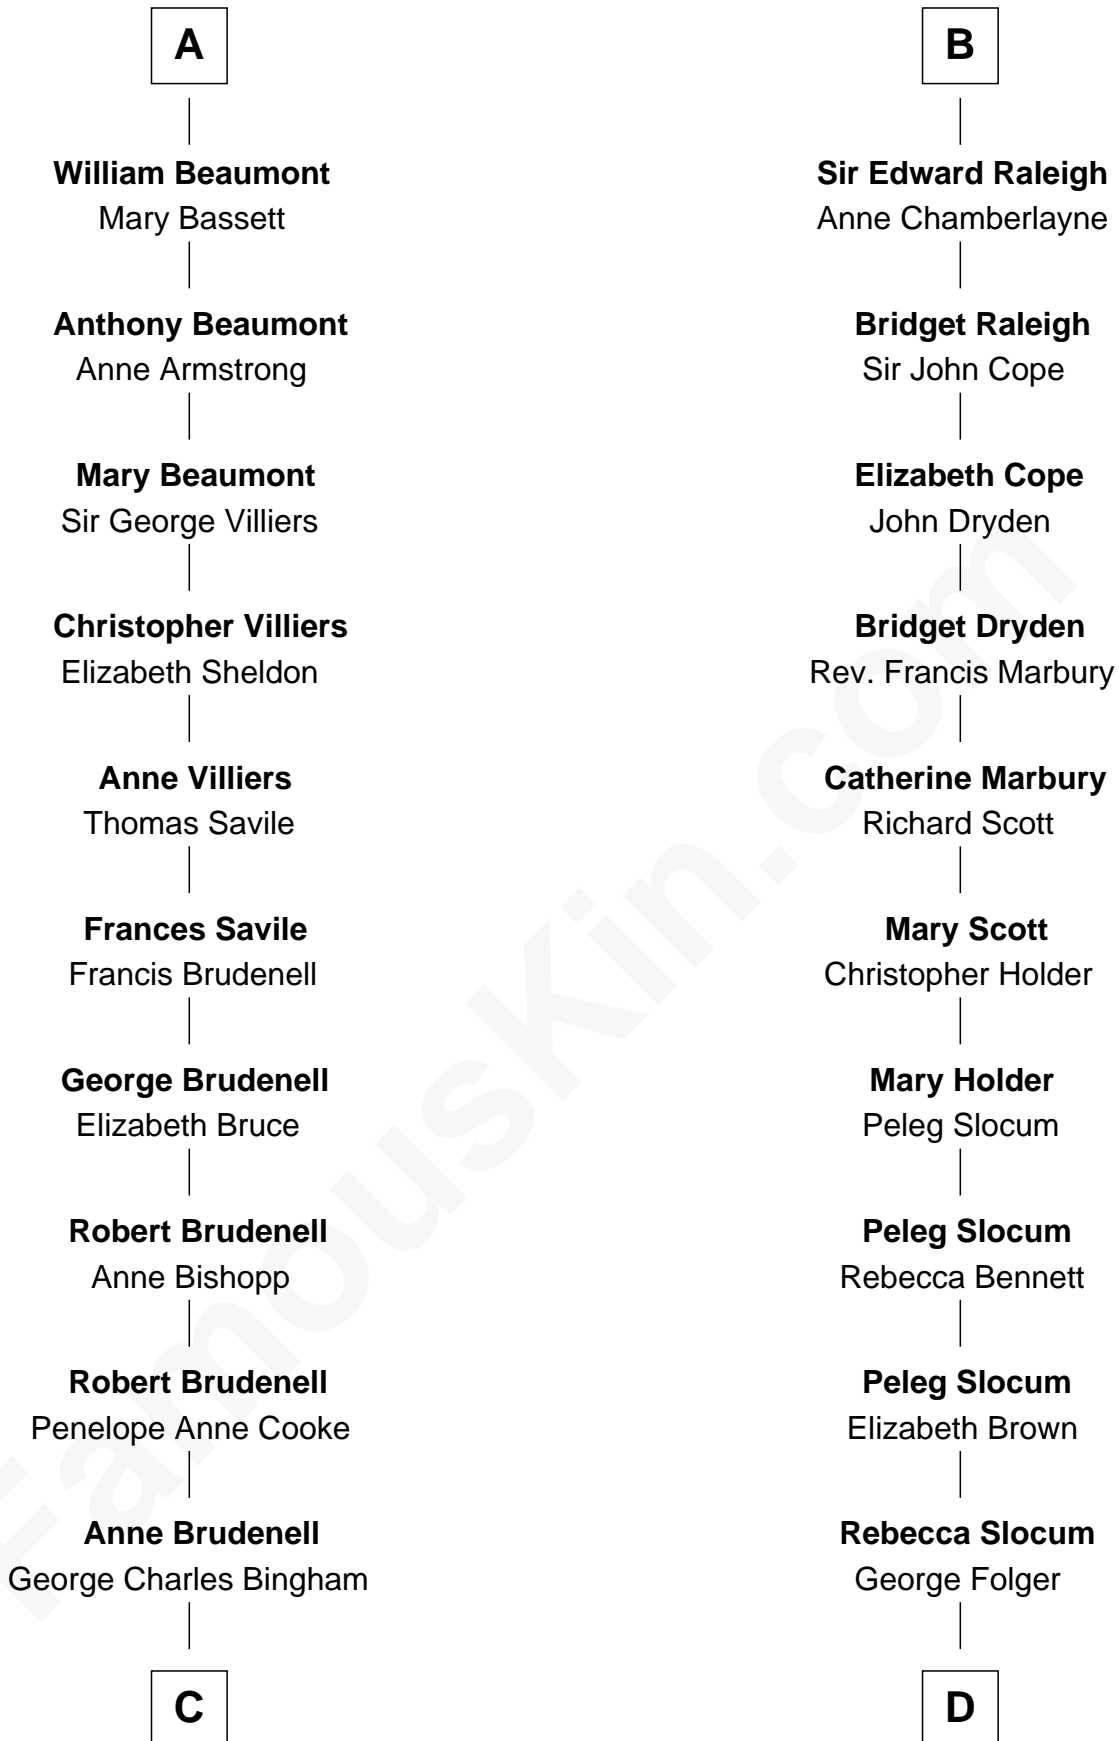 A
William Beaumont
Mary Bassett
Anthony Beaumont
Anne Armstrong
Mary Beaumont
Sir George Villiers
Christopher Villiers
Elizabeth Sheldon
Anne Villiers
Thomas Savile
Frances Savile
Francis Brudenell
George Brudenell
Elizabeth Bruce
Robert Brudenell
Anne Bishopp
Robert Brudenell
Penelope Anne Cooke
Anne Brudenell
George Charles Bingham
C
B
Sir Edward Raleigh
Anne Chamberlayne
Bridget Raleigh
Sir John Cope
Elizabeth Cope
John Dryden
Bridget Dryden
Rev. Francis Marbury
Catherine Marbury
Richard Scott
Mary Scott
Christopher Holder
Mary Holder
Peleg Slocum
Peleg Slocum
Rebecca Bennett
Peleg Slocum
Elizabeth Brown
Rebecca Slocum
George Folger
D
FamousKin.com